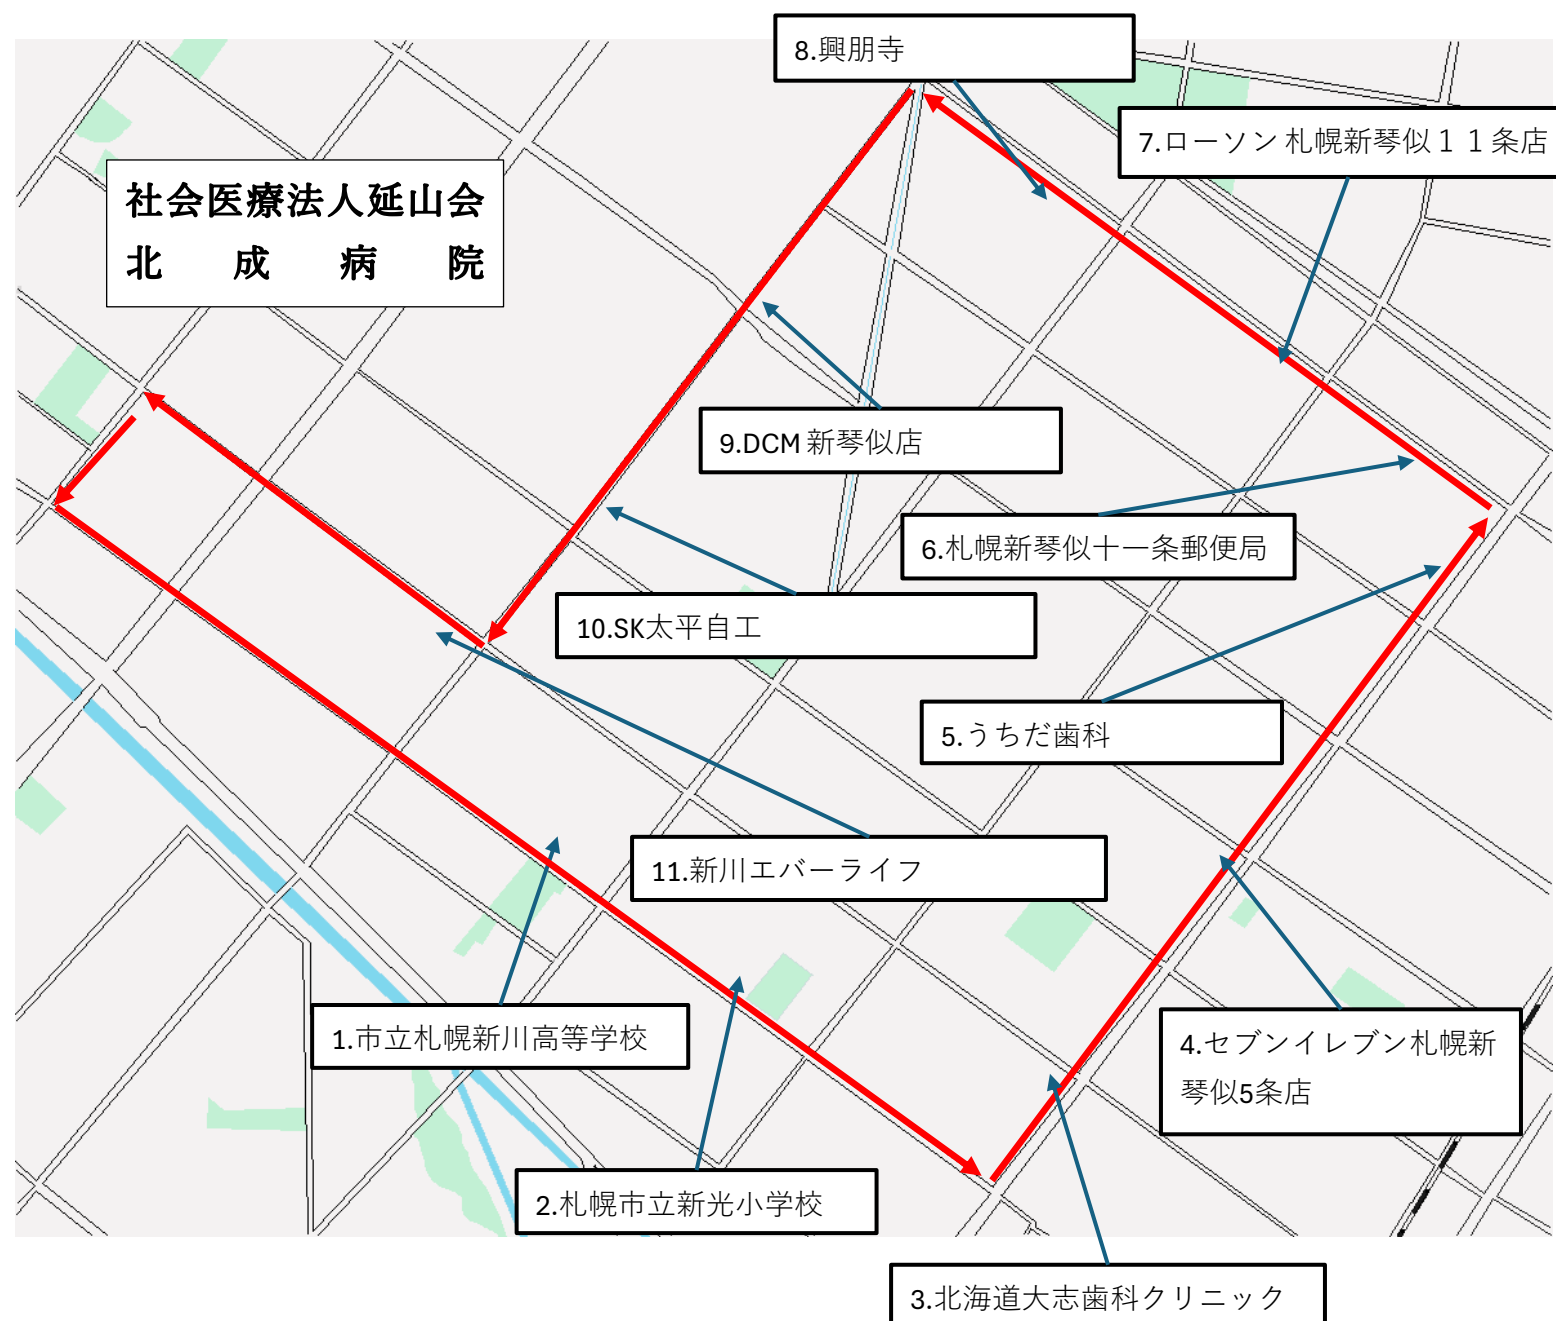 8.興朋寺
7.ローソン 札幌新琴似１１条店
社会医療法人延山会
北成病院
9.DCM 新琴似店
6.札幌新琴似十一条郵便局
10.SK太平自工
5.うちだ歯科
11.新川エバーライフ
1.市立札幌新川高等学校
4.セブンイレブン札幌新
琴似5条店
2.札幌市立新光小学校
3.北海道大志歯科クリニック